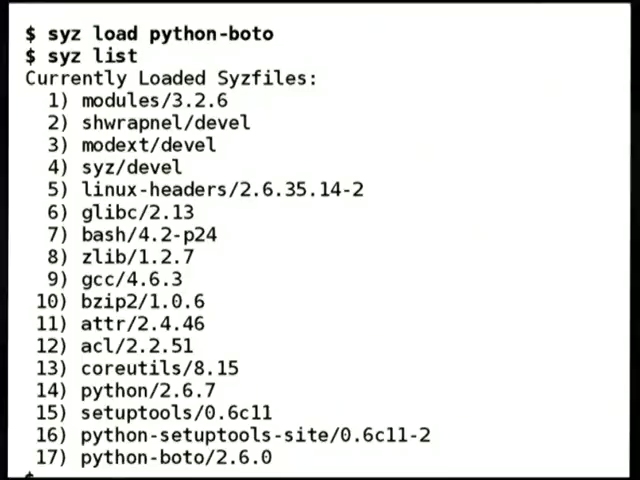 $ syz load python-boto
$ syz list
Currently Loaded Syzfiles:
1) modules/3.2.6
2) shwrapnel/devel
3) modext/devel
4) syz/devel
5) linux-headers/2.6.35.14-2
6) glibc/2.13
7) bash/4.2-p24
8) zlib/1.2.7
9) gcc/4.6.3
10) bzip2/1.0.6
11) attr/2.4.46
12) acl/2.2.51
13) coreutils/8.15
14) python/2.6.7
15) setuptools/0.6c11
16) python-setuptools-site/0.6c11-2
17) python-boto/2.6.0
$